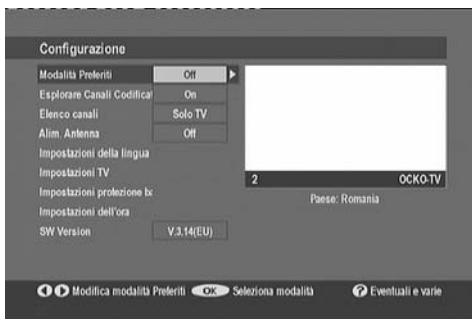 Configurazione
Modalità Preferiti Off
Esplorare Canali Codificat On
Elenco canali Solo TV
Alim. Antenna Off
Impostazioni della lingua
Impostazioni TV
Impostazioni protezione b
Impostazioni dell'ora
SW Version V.3.14(EU)
2 OCKO-TV
Paese: Romania
Modifica modalità Preferiti OK Seleziona modalità ? Eventuali e varie